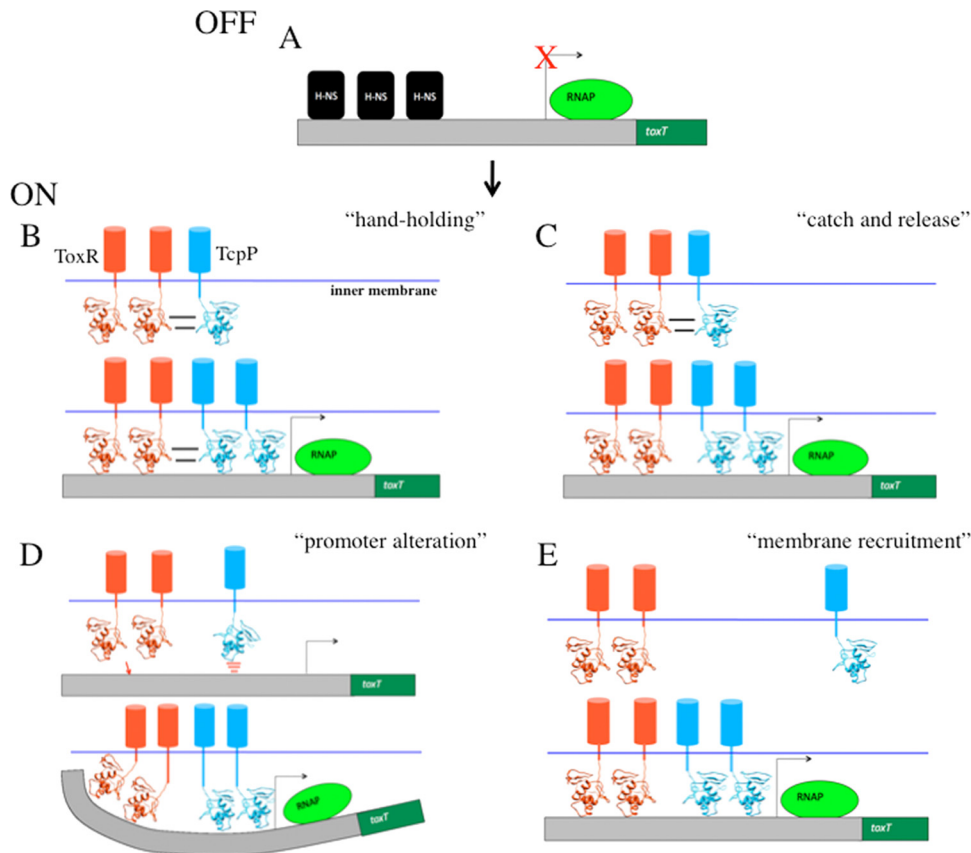 OFF
A
X
H-NS H-NS H-NS RNAP
toxT
ON
B "hand-holding"
ToxR TcpP
inner membrane
RNAP
toxT
C "catch and release"
RNAP
toxT
D "promoter alteration"
toxT
RNAP
toxT
E "membrane recruitment"
RNAP
toxT